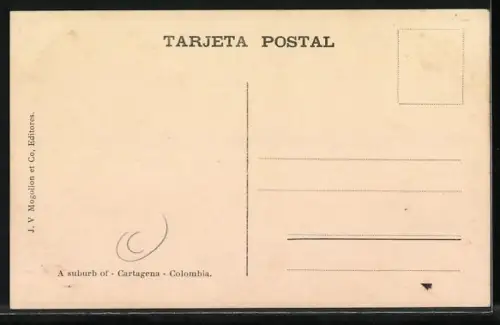 TARJETA POSTAL
J. V Mogollon et Co, Editores.
A suburb of - Cartagena - Colombia.